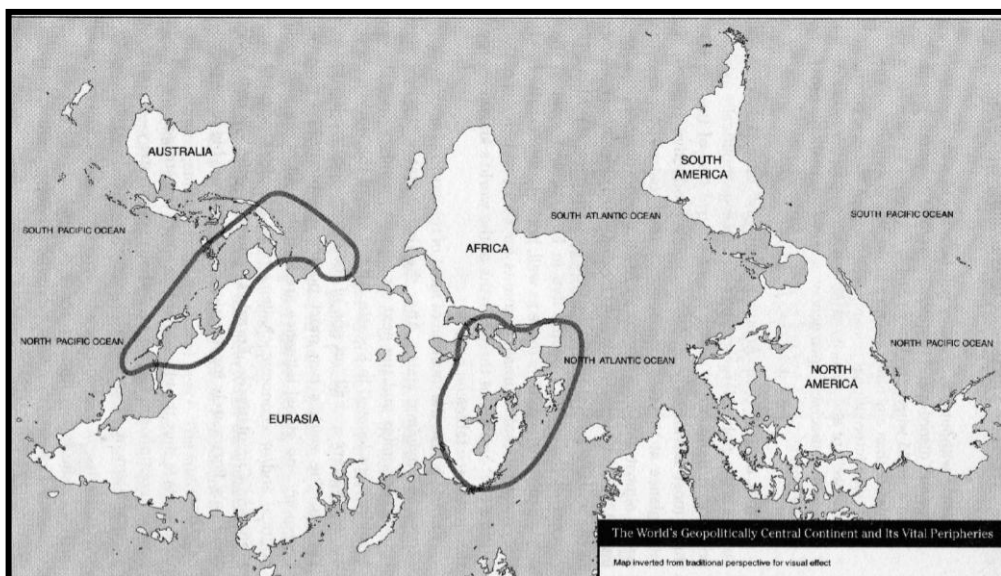 AUSTRALIA
SOUTH
AMERICA
SOUTH PACIFIC OCEAN
SOUTH ATLANTIC OCEAN
SOUTH PACIFIC OCEAN
AFRICA
NORTH PACIFIC OCEAN
NORTH ATLANTIC OCEAN
NORTH PACIFIC OCEAN
NORTH
AMERICA
EURASIA
The World's Geopolitically Central Continent and Its Vital Peripheries
Map inverted from traditional perspective for visual effect